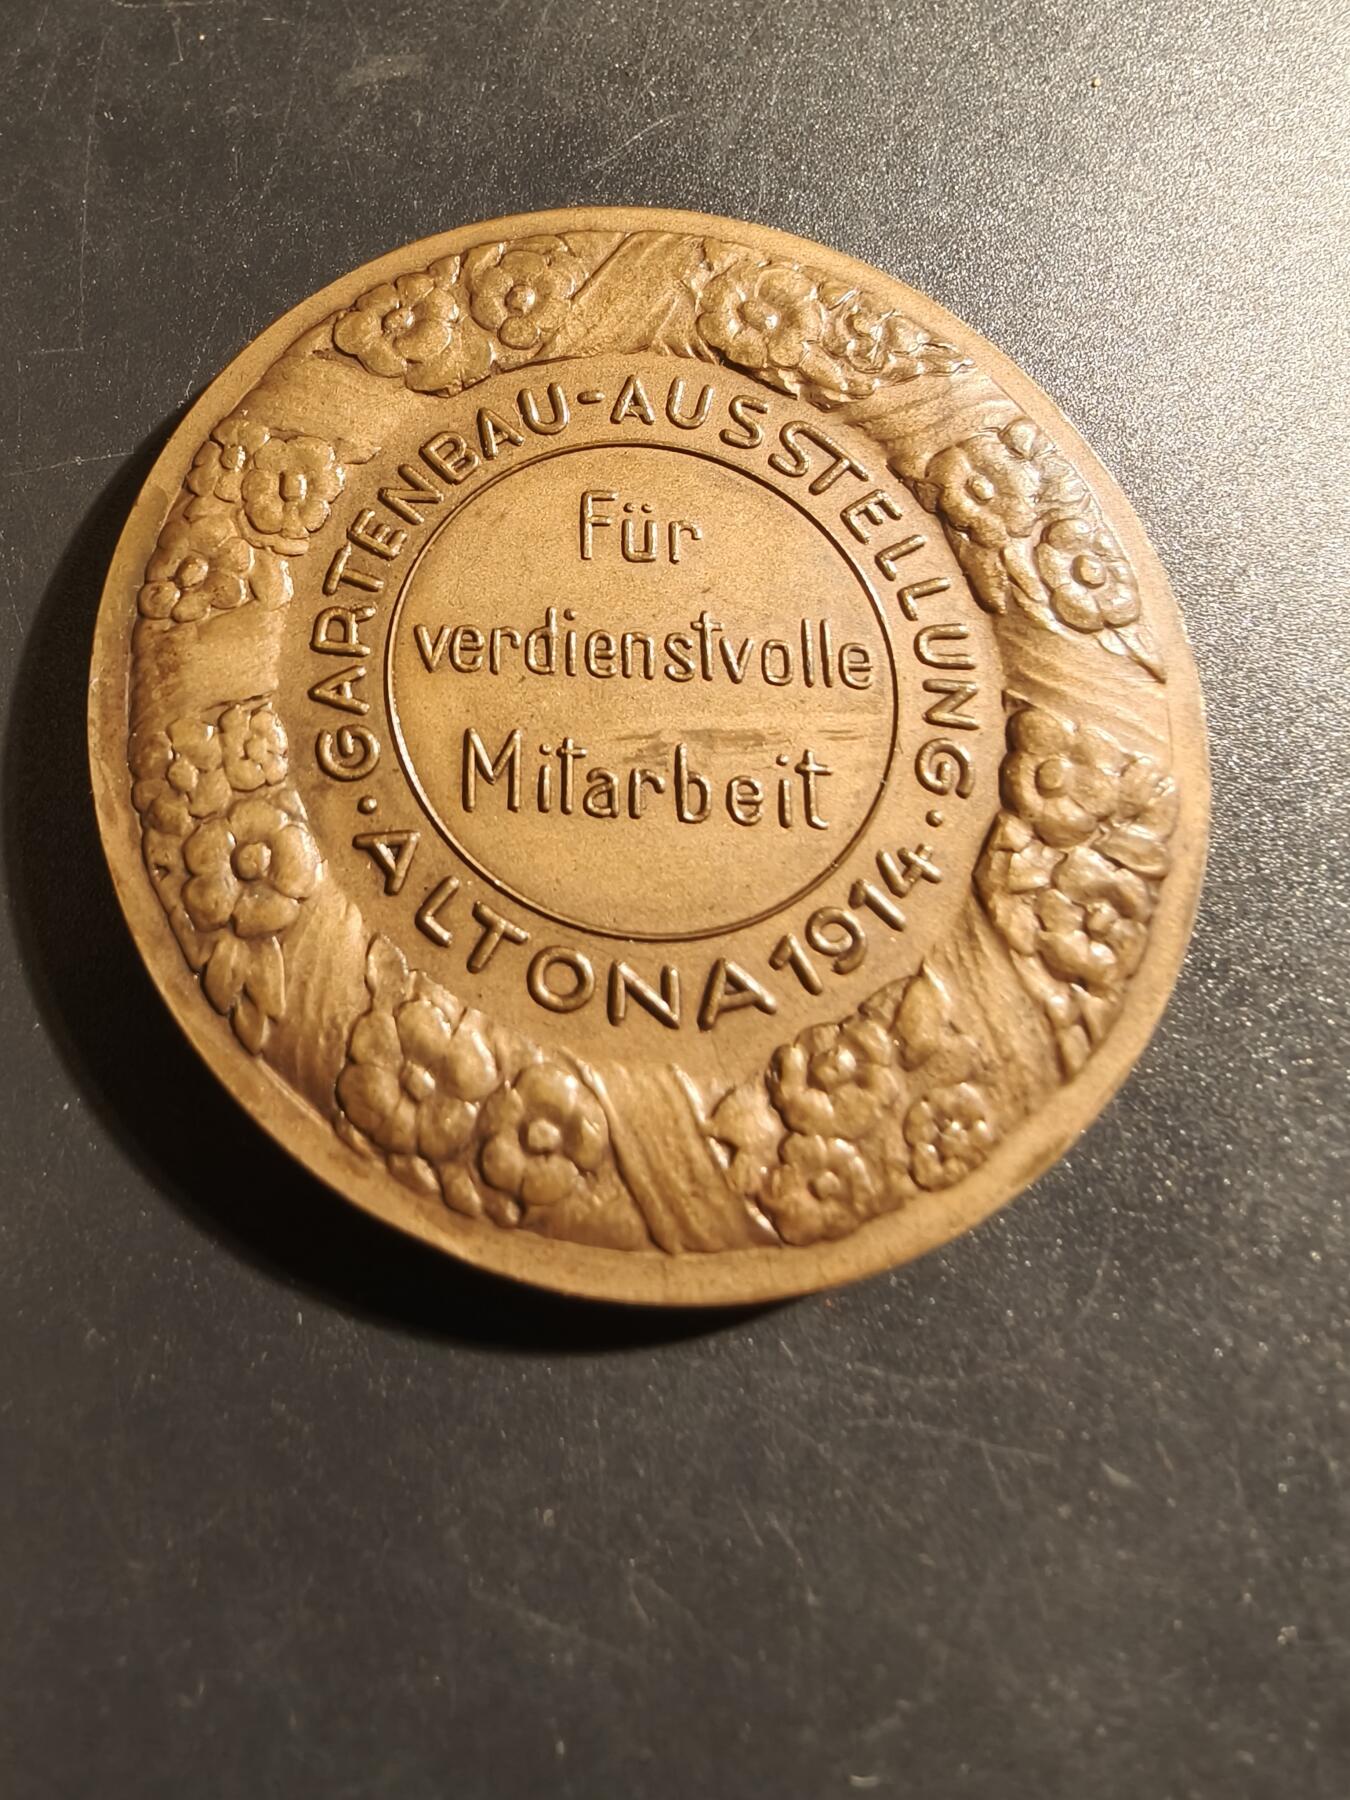 GARTENBAU-AUSSTELLUNG
Für
verdienstvolle
Mitarbeit
· ALTONA 1914 ·